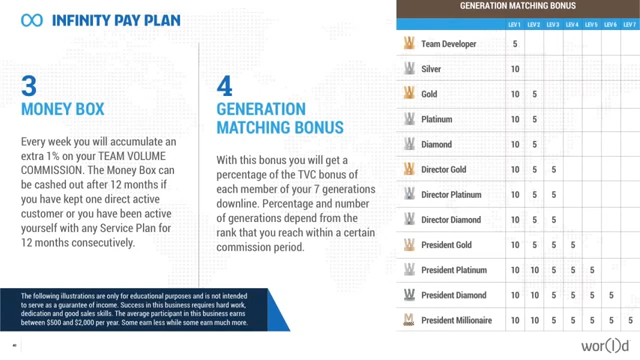 INFINITY PAY PLAN
3
MONEY BOX
Every week you will accumulate an
extra 1% on your TEAM VOLUME
COMMISSION. The Money Box can
be cashed out after 12 months if
you have kept one direct active
customer or you have been active
yourself with any Service Plan for
12 months consecutively.
4
GENERATION
MATCHING BONUS
With this bonus you will get a
percentage of the TVC bonus of
each member of your 7 generations
downline. Percentage and number
of generations depend from the
rank that you reach within a certain
commission period.
The following illustrations are only for educational purposes and is not intended
to serve as a guarantee of income. Success in this business requires hard work,
dedication and good sales skills. The average participant in this business earns
between $500 and $2,000 per year. Some earn less while some earn much more.
GENERATION MATCHING BONUS
LEV 1 LEV 2 LEV 3 LEV 4 LEV 5 LEV 6 LEV 7
Team Developer 5
Silver 10
Gold 10 5
Platinum 10 5
Diamond 10 5
Director Gold 10 5 5
Director Platinum 10 5 5
Director Diamond 10 5 5
President Gold 10 5 5 4
President Platinum 10 10 5 5 5
President Diamond 10 10 5 5 5 6
President Millionaire 10 10 5 5 5 5 5
wor(l)d